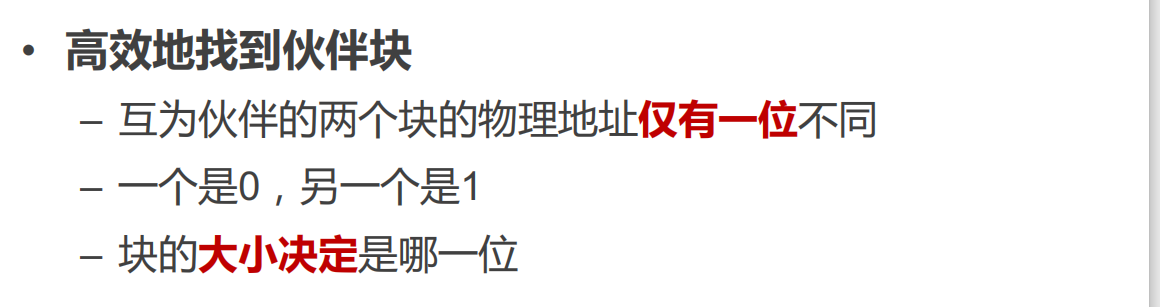 • 高效地找到伙伴块
– 互为伙伴的两个块的物理地址仅有一位不同
– 一个是0，另一个是1
– 块的大小决定是哪一位